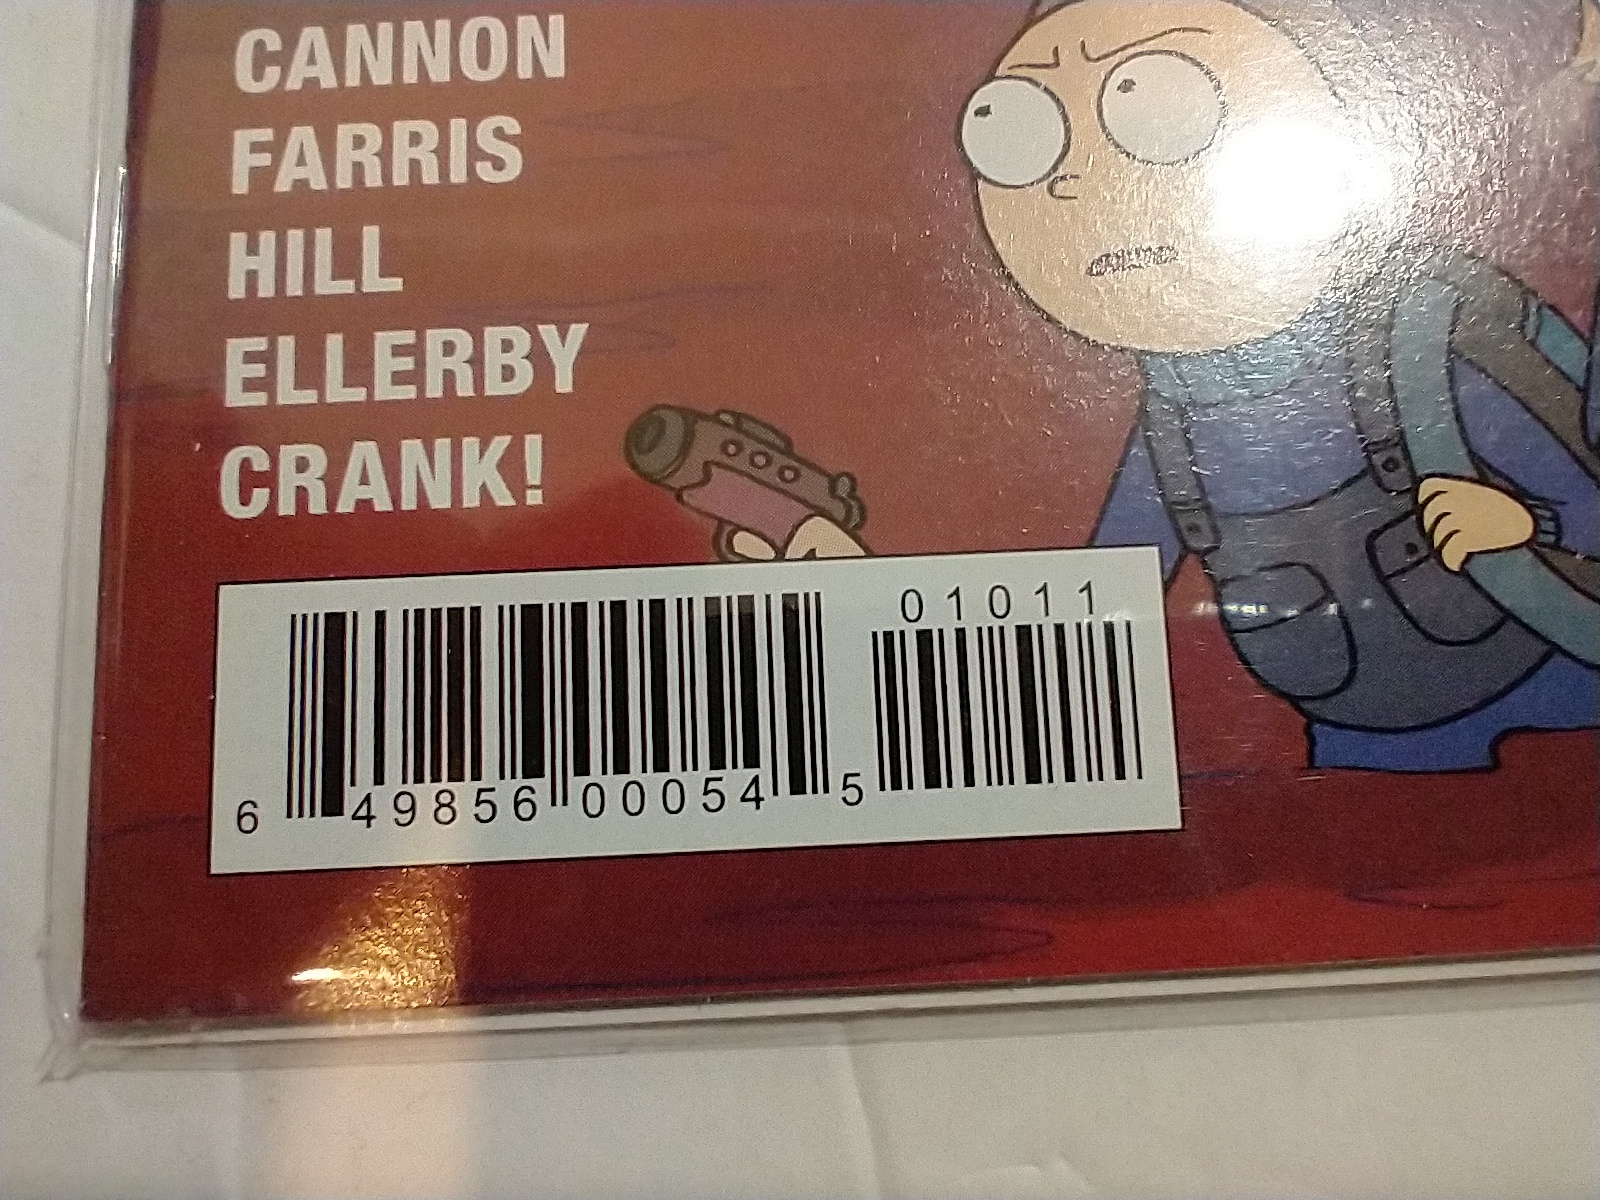 CANNON
FARRIS
HILL
ELLERBY
CRANK!
01011
6 49856 00054 5